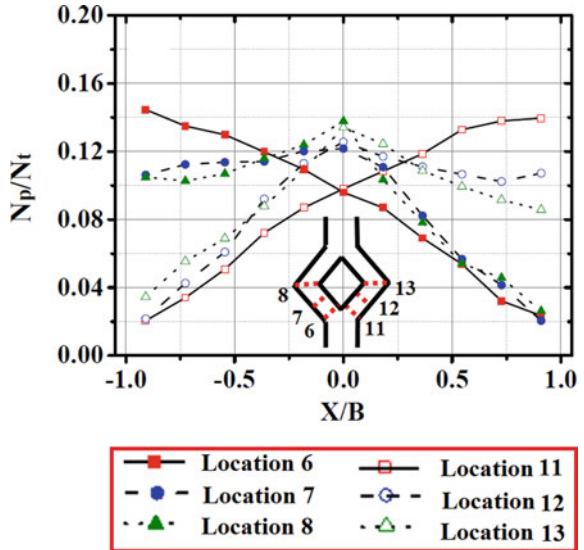 0.20
0.16
0.12
0.08
0.04
0.00
Np/Nt
8
7
6
13
12
11
-1.0 -0.5 0.0 0.5 1.0
X/B
Location 6 Location 11
Location 7 Location 12
Location 8 Location 13